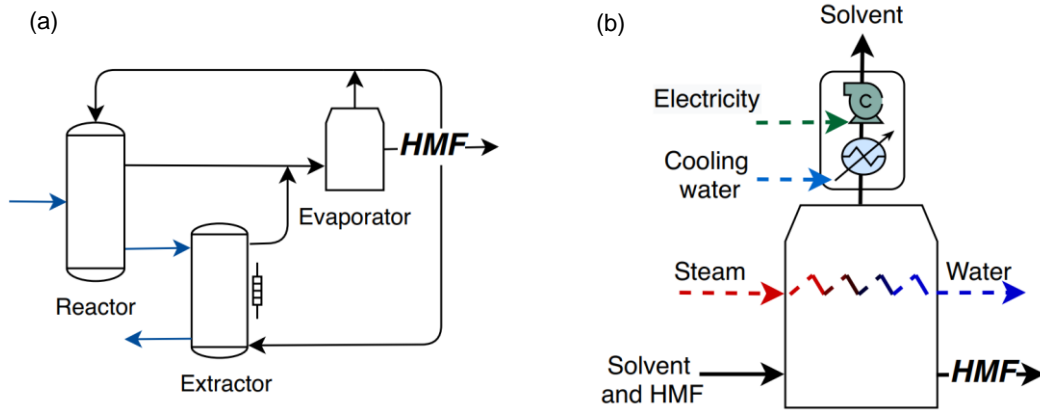 (a)
HMF
Evaporator
Reactor
Extractor
(b)
Solvent
Electricity
C
Cooling
water
Steam
Water
Solvent
and HMF
HMF